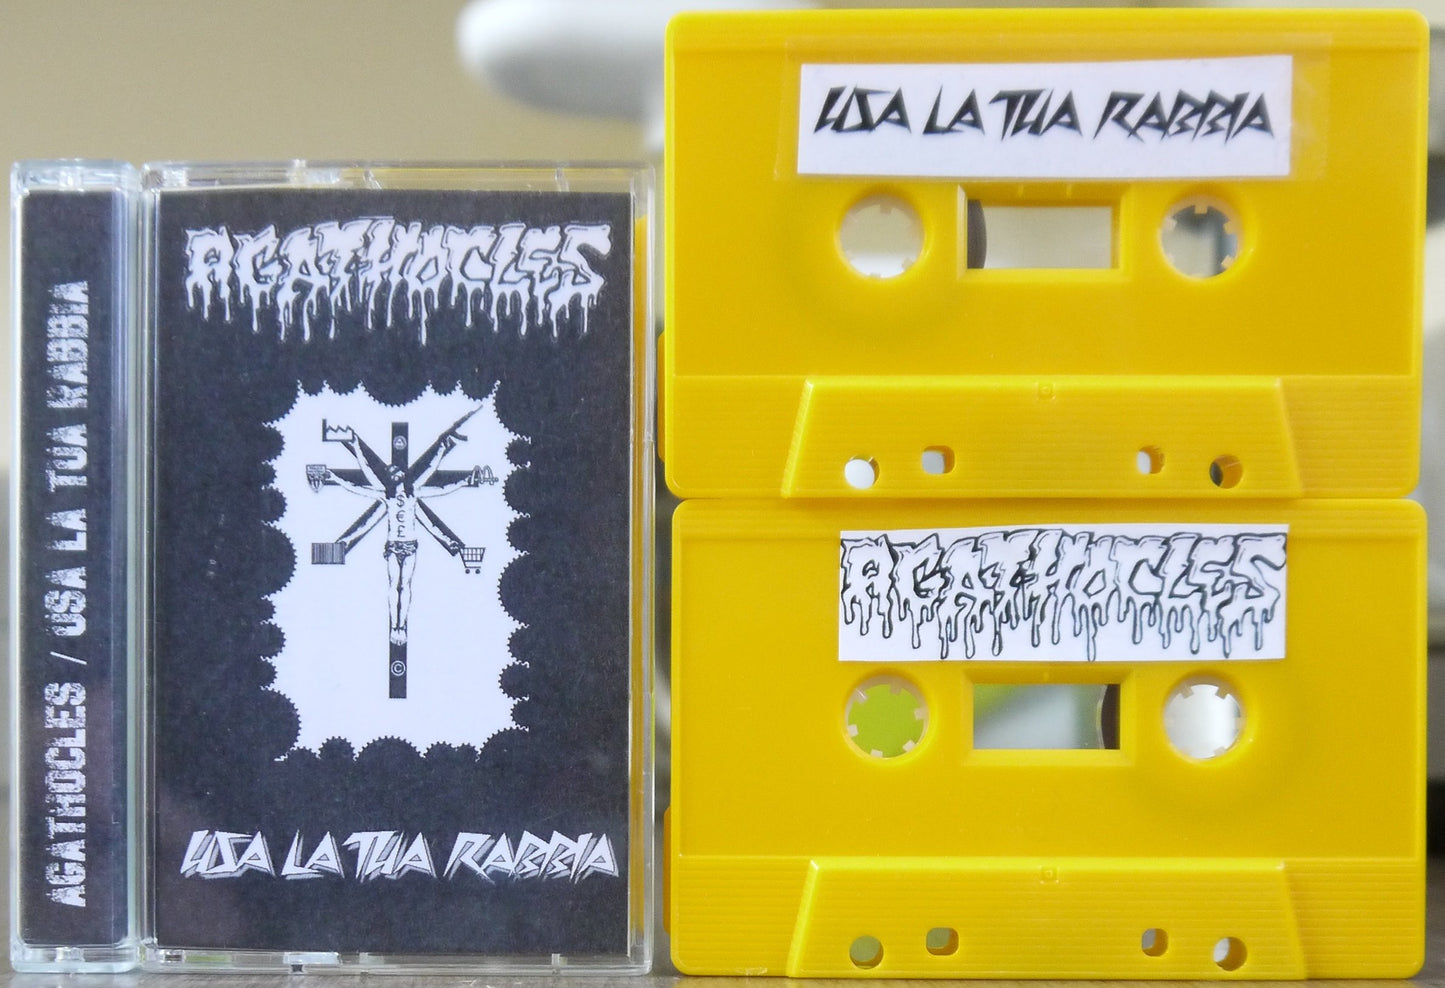 AGATHOCLES / USA LA TUA RABBIA
AGATHOCLES
$
€
£
©
USA LA TUA RABBIA
USA LA TUA RABBIA
AGATHOCLES